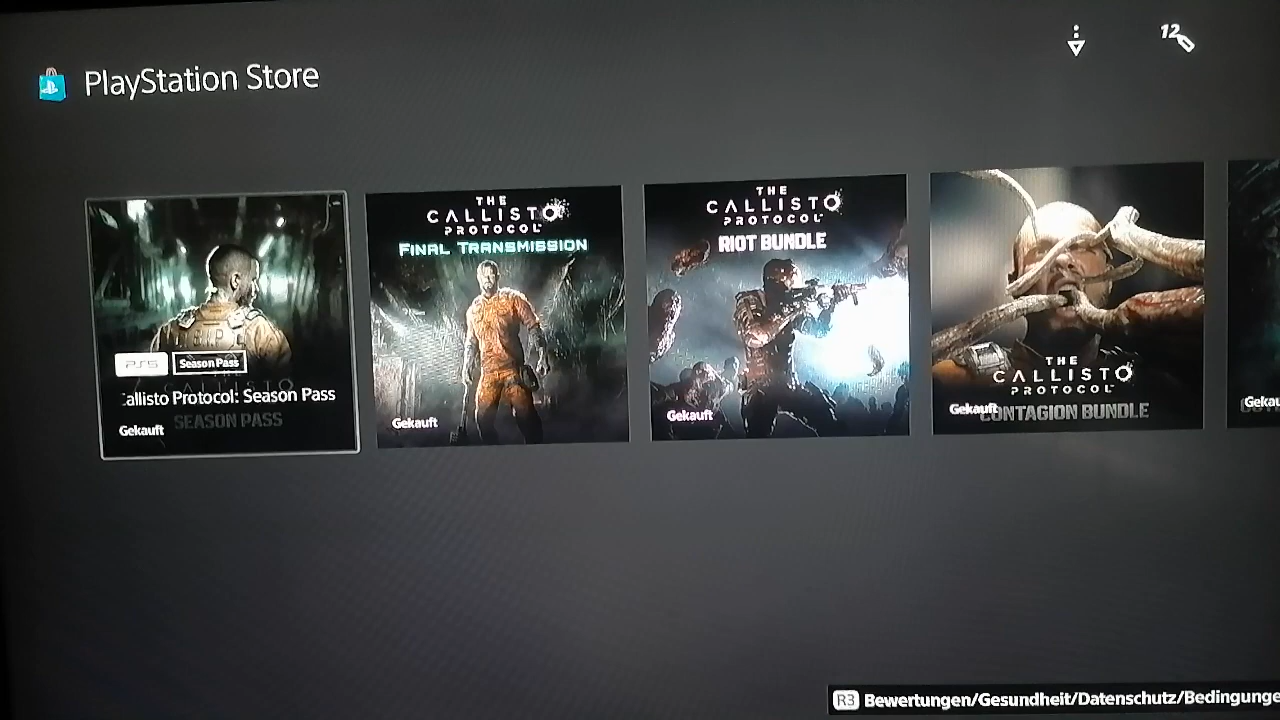 12
PlayStation Store
PS5
Season Pass
Callisto Protocol: Season Pass
SEASON PASS
Gekauft
THE
CALLISTO
PROTOCOL
FINAL TRANSMISSION
Gekauft
THE
CALLISTO
PROTOCOL
RIOT BUNDLE
Gekauft
THE
CALLISTO
PROTOCOL
CONTAGION BUNDLE
Gekauft
Gekau
R3 Bewertungen/Gesundheit/Datenschutz/Bedingunge